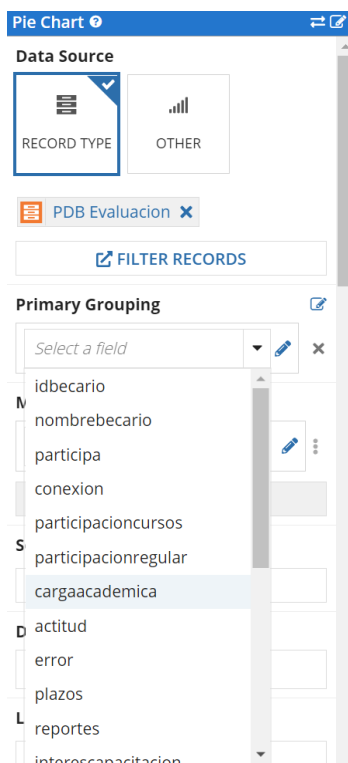 Pie Chart
Data Source
RECORD TYPE
OTHER
PDB Evaluacion
FILTER RECORDS
Primary Grouping
Select a field
idbecario
M
nombrebecario
participa
conexion
participacioncursos
S
participacionregular
cargaacademica
D
actitud
error
plazos
L
reportes
interescapacitacion